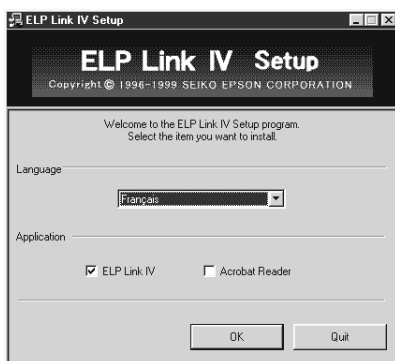 ELP Link IV Setup
ELP Link IV Setup
Copyright © 1996-1999 SEIKO EPSON CORPORATION
Welcome to the ELP Link IV Setup program.
Select the item you want to install.
Language
Français
Application
ELP Link IV
Acrobat Reader
OK
Quit